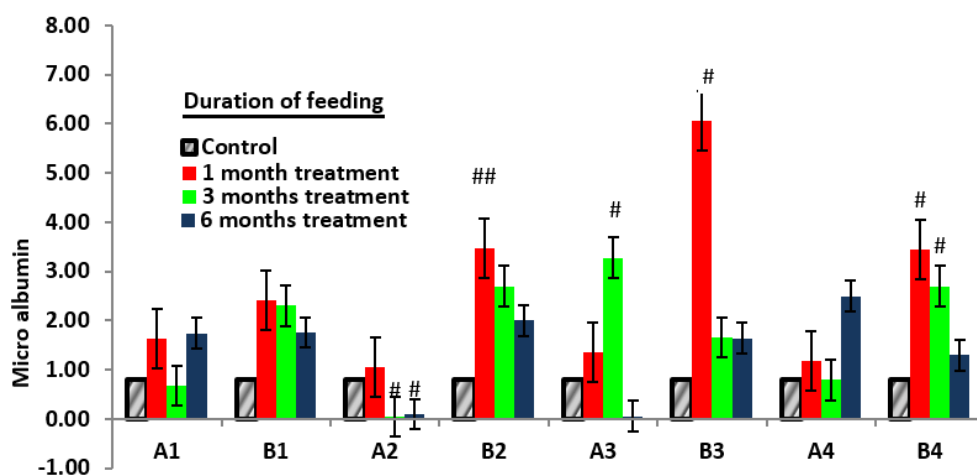 8.00
7.00
6.00
5.00
4.00
3.00
2.00
1.00
0.00
-1.00
Micro albumin
Duration of feeding
Control
1 month treatment
3 months treatment
6 months treatment
# #
##
#
#
# #
A1 B1 A2 B2 A3 B3 A4 B4